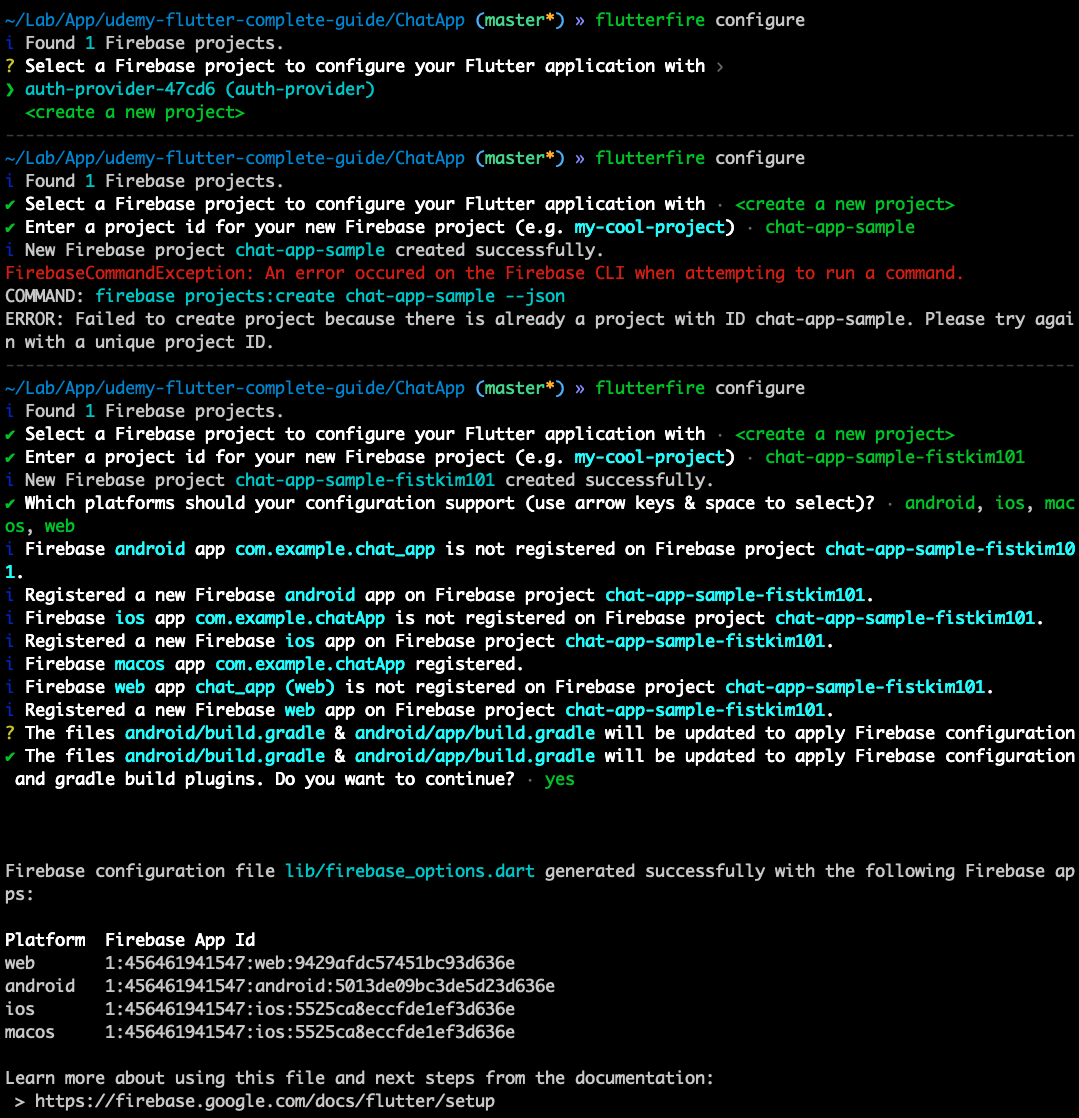 ~/Lab/App/udemy-flutter-complete-guide/ChatApp (master*) » flutterfire configure
i Found 1 Firebase projects.
? Select a Firebase project to configure your Flutter application with ›
❯ auth-provider-47cd6 (auth-provider)
  <create a new project>
~/Lab/App/udemy-flutter-complete-guide/ChatApp (master*) » flutterfire configure
i Found 1 Firebase projects.
✔ Select a Firebase project to configure your Flutter application with · <create a new project>
✔ Enter a project id for your new Firebase project (e.g. my-cool-project) · chat-app-sample
i New Firebase project chat-app-sample created successfully.
FirebaseCommandException: An error occured on the Firebase CLI when attempting to run a command.
COMMAND: firebase projects:create chat-app-sample --json
ERROR: Failed to create project because there is already a project with ID chat-app-sample. Please try agai
n with a unique project ID.
~/Lab/App/udemy-flutter-complete-guide/ChatApp (master*) » flutterfire configure
i Found 1 Firebase projects.
✔ Select a Firebase project to configure your Flutter application with · <create a new project>
✔ Enter a project id for your new Firebase project (e.g. my-cool-project) · chat-app-sample-fistkim101
i New Firebase project chat-app-sample-fistkim101 created successfully.
✔ Which platforms should your configuration support (use arrow keys & space to select)? · android, ios, mac
os, web
i Firebase android app com.example.chat_app is not registered on Firebase project chat-app-sample-fistkim10
1.
i Registered a new Firebase android app on Firebase project chat-app-sample-fistkim101.
i Firebase ios app com.example.chatApp is not registered on Firebase project chat-app-sample-fistkim101.
i Registered a new Firebase ios app on Firebase project chat-app-sample-fistkim101.
i Firebase macos app com.example.chatApp registered.
i Firebase web app chat_app (web) is not registered on Firebase project chat-app-sample-fistkim101.
i Registered a new Firebase web app on Firebase project chat-app-sample-fistkim101.
? The files android/build.gradle & android/app/build.gradle will be updated to apply Firebase configuration
✔ The files android/build.gradle & android/app/build.gradle will be updated to apply Firebase configuration
 and gradle build plugins. Do you want to continue? · yes
Firebase configuration file lib/firebase_options.dart generated successfully with the following Firebase ap
ps:
Platform  Firebase App Id
web       1:456461941547:web:9429afdc57451bc93d636e
android   1:456461941547:android:5013de09bc3de5d23d636e
ios       1:456461941547:ios:5525ca8eccfde1ef3d636e
macos     1:456461941547:ios:5525ca8eccfde1ef3d636e
Learn more about using this file and next steps from the documentation:
 > https://firebase.google.com/docs/flutter/setup